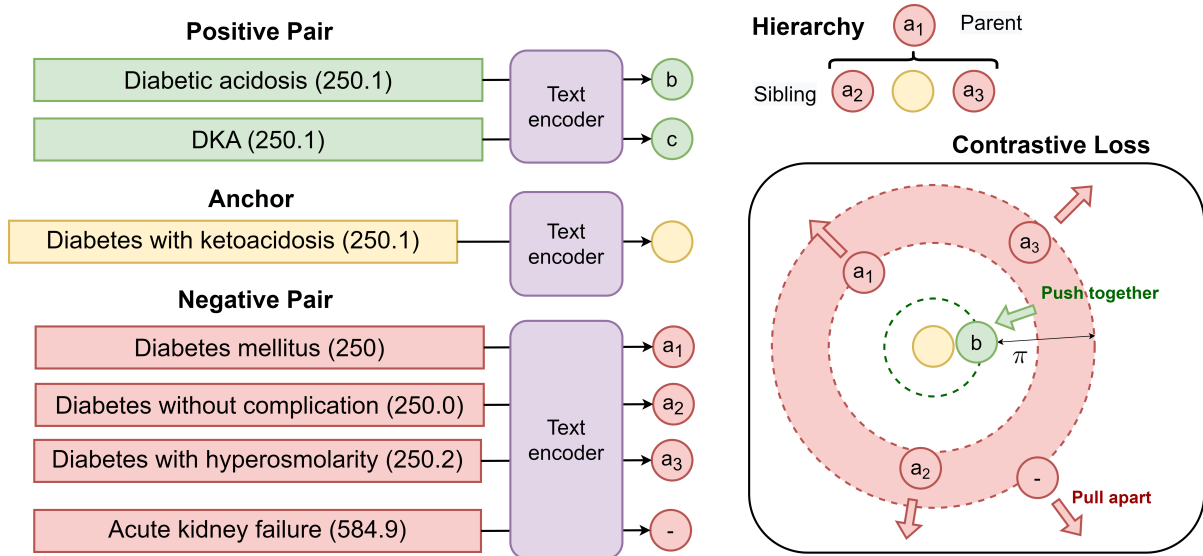 Positive Pair
Diabetic acidosis (250.1)
DKA (250.1)
Text
encoder
b
c
Anchor
Diabetes with ketoacidosis (250.1)
Text
encoder
Negative Pair
Diabetes mellitus (250)
Diabetes without complication (250.0)
Diabetes with hyperosmolarity (250.2)
Acute kidney failure (584.9)
Text
encoder
a₁
a₂
a₃
-
Hierarchy
a₁
Parent
Sibling
a₂
a₃
Contrastive Loss
a₃
a₁
Push together
b
π
a₂
-
Pull apart